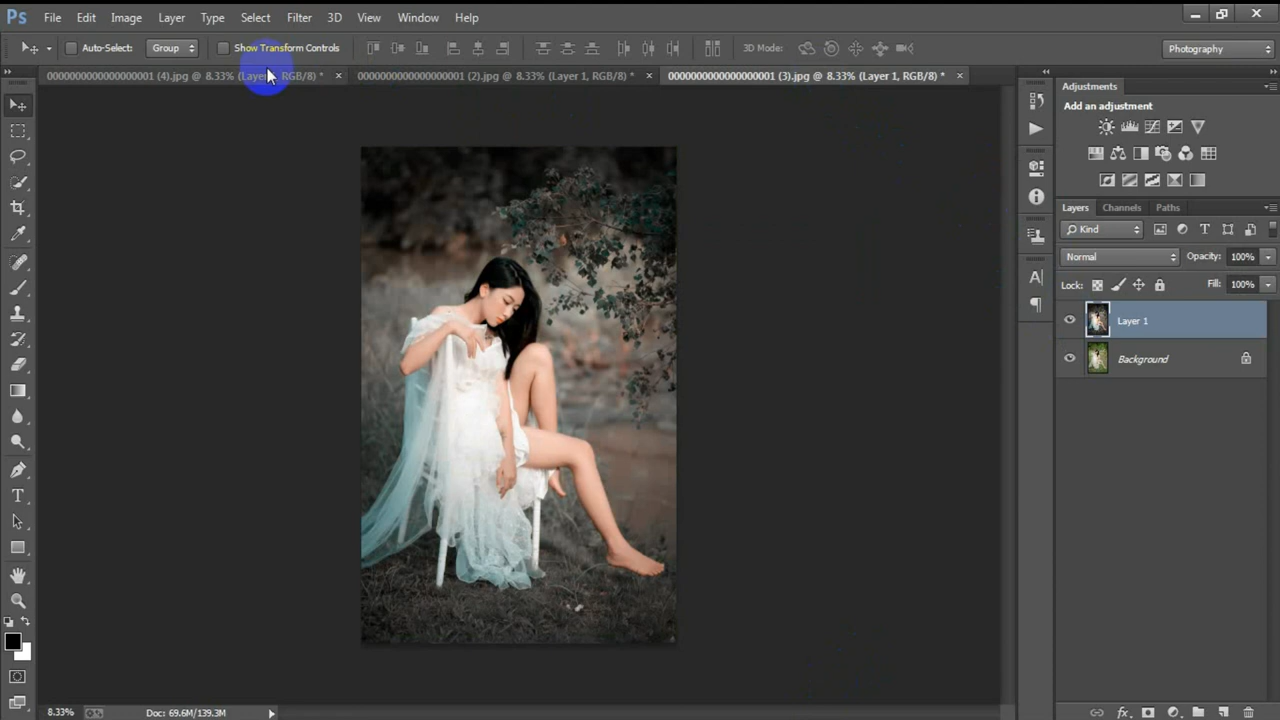 Ps File Edit Image Layer Type Select Filter 3D View Window Help
Auto-Select: Group Show Transform Controls 3D Mode: Photography
0000000000000000001 (4).jpg @ 8.33% (Layer 1, RGB/8) * × 0000000000000000001 (2).jpg @ 8.33% (Layer 1, RGB/8) * × 0000000000000000001 (3).jpg @ 8.33% (Layer 1, RGB/8) * ×
Adjustments
Add an adjustment
Layers Channels Paths
Kind
Normal Opacity: 100%
Lock: Fill: 100%
Layer 1
Background
8.33% Doc: 69.6M/139.3M